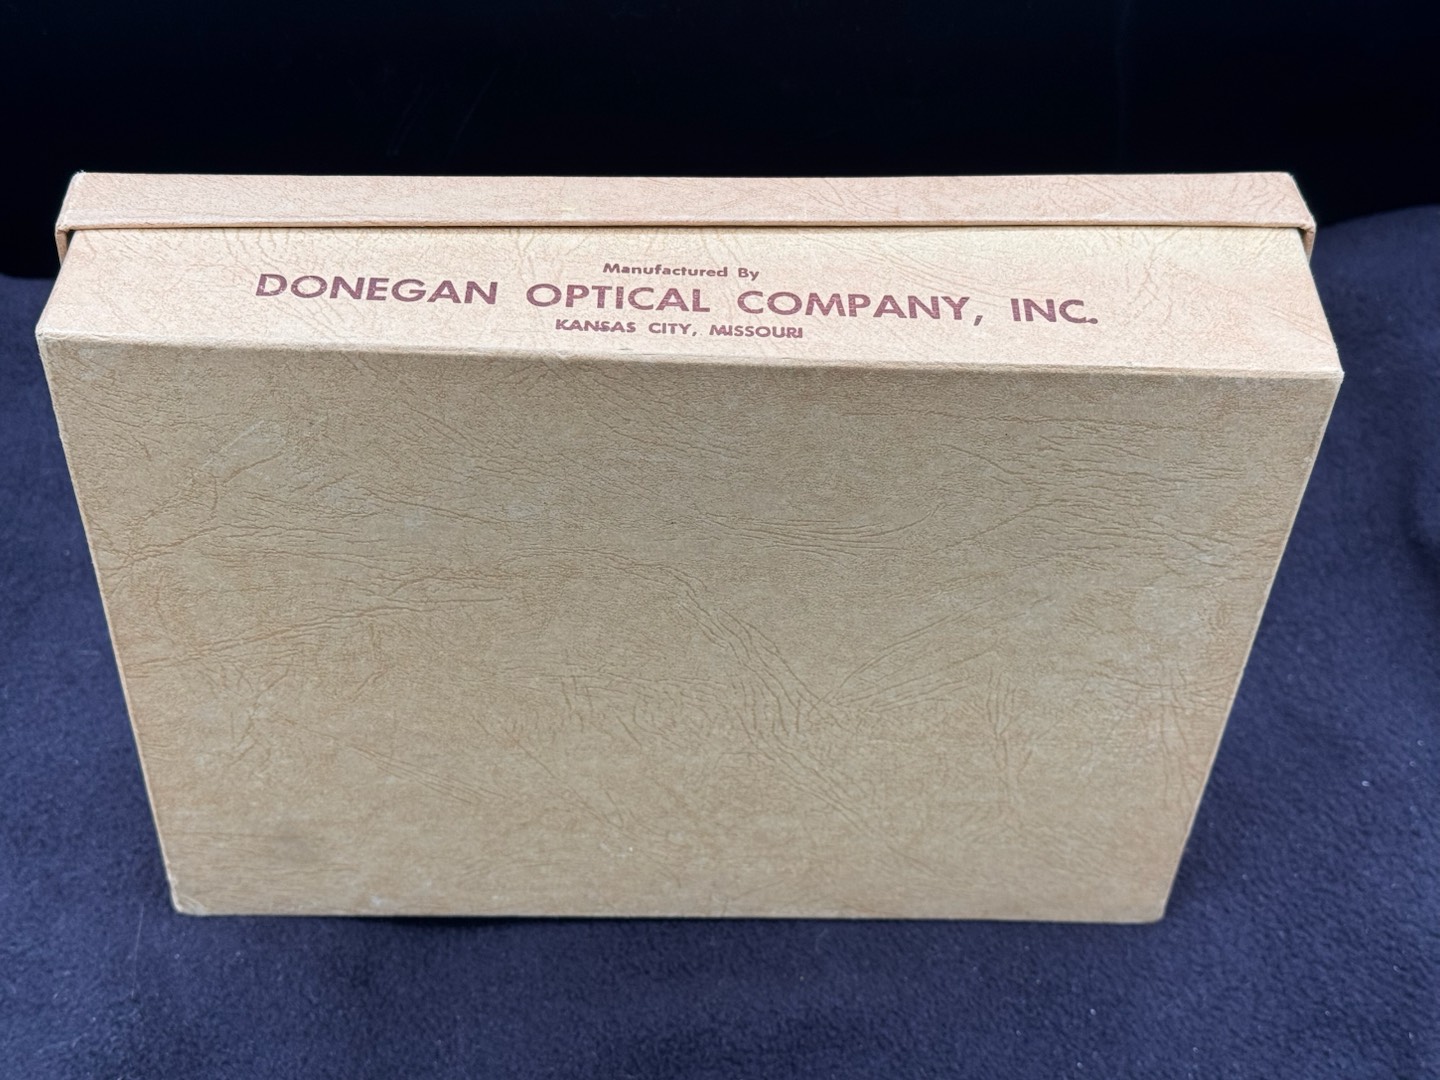 Manufactured By
DONEGAN OPTICAL COMPANY, INC.
KANSAS CITY, MISSOURI